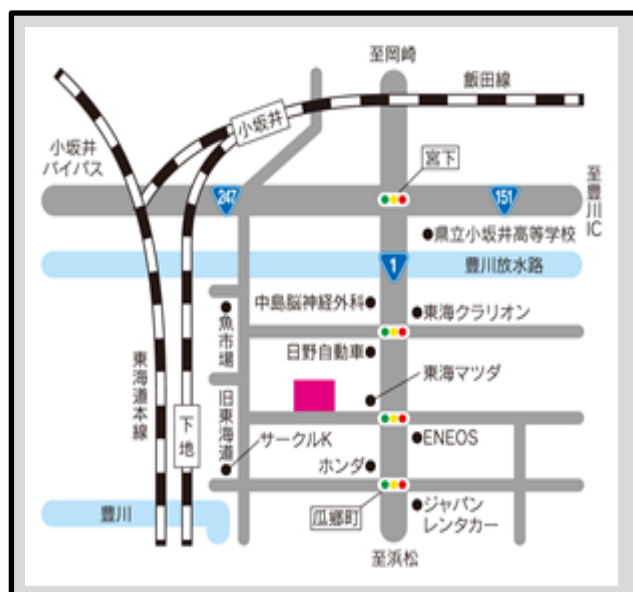 至岡崎
飯田線
小坂井
小坂井
バイパス
宮下
247
151
至豊川IC
県立小坂井高等学校
1
豊川放水路
中島脳神経外科
東海クラリオン
魚市場
日野自動車
東海マツダ
東海道本線
下地
旧東海道
サークルK
ENEOS
ホンダ
豊川
瓜郷町
ジャパン
レンタカー
至浜松